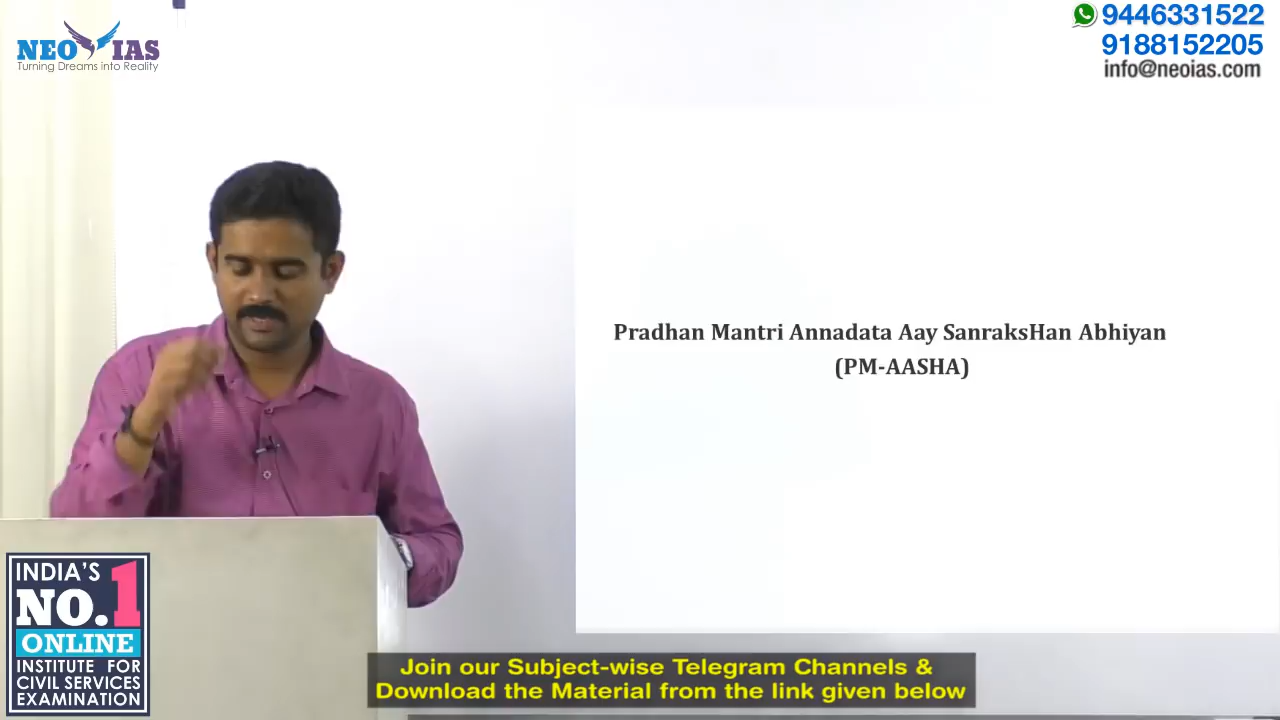 NEO IAS
Turning Dreams into Reality
9446331522
9188152205
info@neoias.com
Pradhan Mantri Annadata Aay SanraksHan Abhiyan
(PM-AASHA)
INDIA'S
NO.1
ONLINE
INSTITUTE FOR
CIVIL SERVICES
EXAMINATION
Join our Subject-wise Telegram Channels &
Download the Material from the link given below